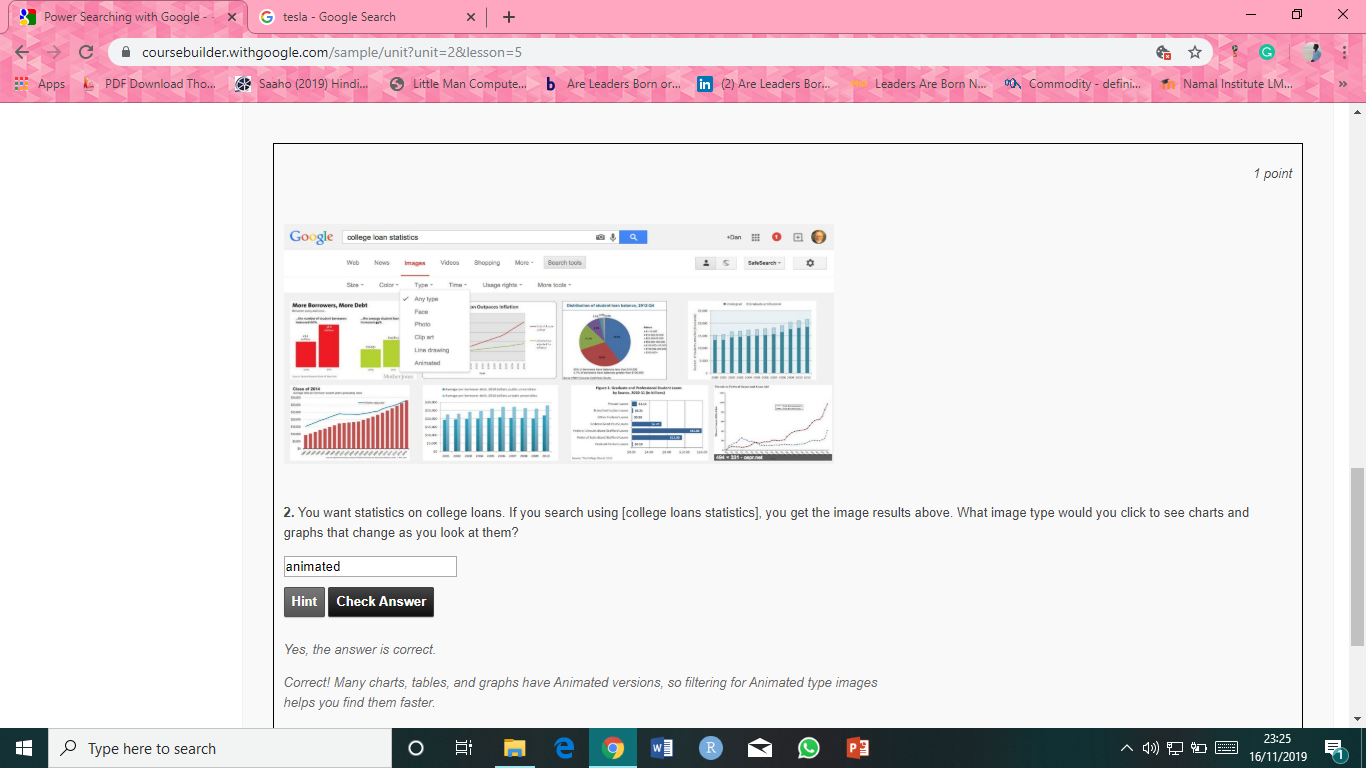 Power Searching with Google -
tesla - Google Search
coursebuilder.withgoogle.com/sample/unit?unit=2&lesson=5
Apps
PDF Download Tho...
Saaho (2019) Hindi...
Little Man Compute...
Are Leaders Born or...
(2) Are Leaders Bor...
Leaders Are Born N...
Commodity - defini...
Namal Institute LM...
1 point
Google
college loan statistics
+Dan
1
Web News Images Videos Shopping More Search tools
SafeSearch
Size Color Type Time Usage rights More tools
Any type
Face
Photo
Clip art
Line drawing
Animated
More Borrowers, More Debt
on Outpaces Inflation
Distribution of student loan balance, 2012 Q4
Mother Jones
Class of 2014
Figure 3. Graduate and Professional Student Loans
by Source, 2010-11 (in billions)
494 × 331 - aspr.net
2. You want statistics on college loans. If you search using [college loans statistics], you get the image results above. What image type would you click to see charts and
graphs that change as you look at them?
animated
Hint
Check Answer
Yes, the answer is correct.
Correct! Many charts, tables, and graphs have Animated versions, so filtering for Animated type images
helps you find them faster.
Type here to search
23:25
16/11/2019
1